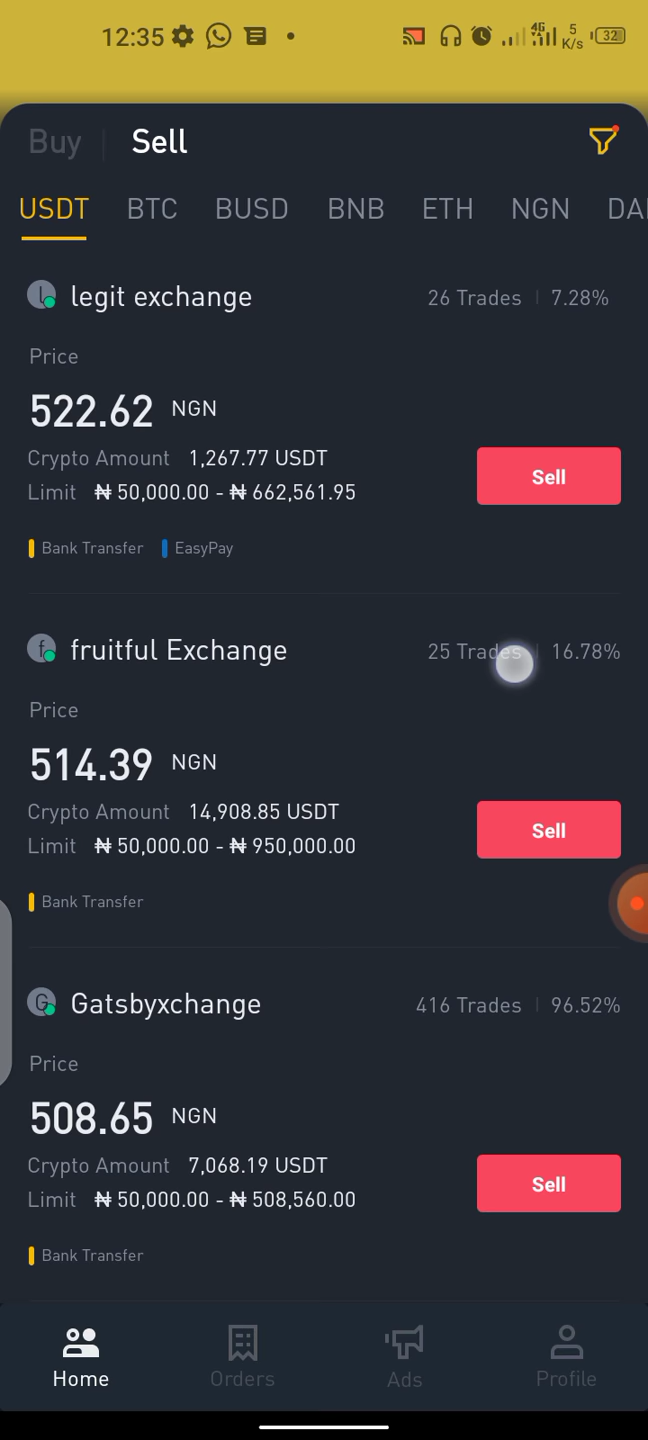 12:35 4G 5 K/s 32
Buy Sell
USDT BTC BUSD BNB ETH NGN DAI
legit exchange 26 Trades 7.28%
Price
522.62 NGN
Crypto Amount 1,267.77 USDT
Sell
Limit ₦ 50,000.00 - ₦ 662,561.95
Bank Transfer EasyPay
fruitful Exchange 25 Trades 16.78%
Price
514.39 NGN
Crypto Amount 14,908.85 USDT
Sell
Limit ₦ 50,000.00 - ₦ 950,000.00
Bank Transfer
G Gatsbyxchange 416 Trades 96.52%
Price
508.65 NGN
Crypto Amount 7,068.19 USDT
Sell
Limit ₦ 50,000.00 - ₦ 508,560.00
Bank Transfer
Home Orders Ads Profile